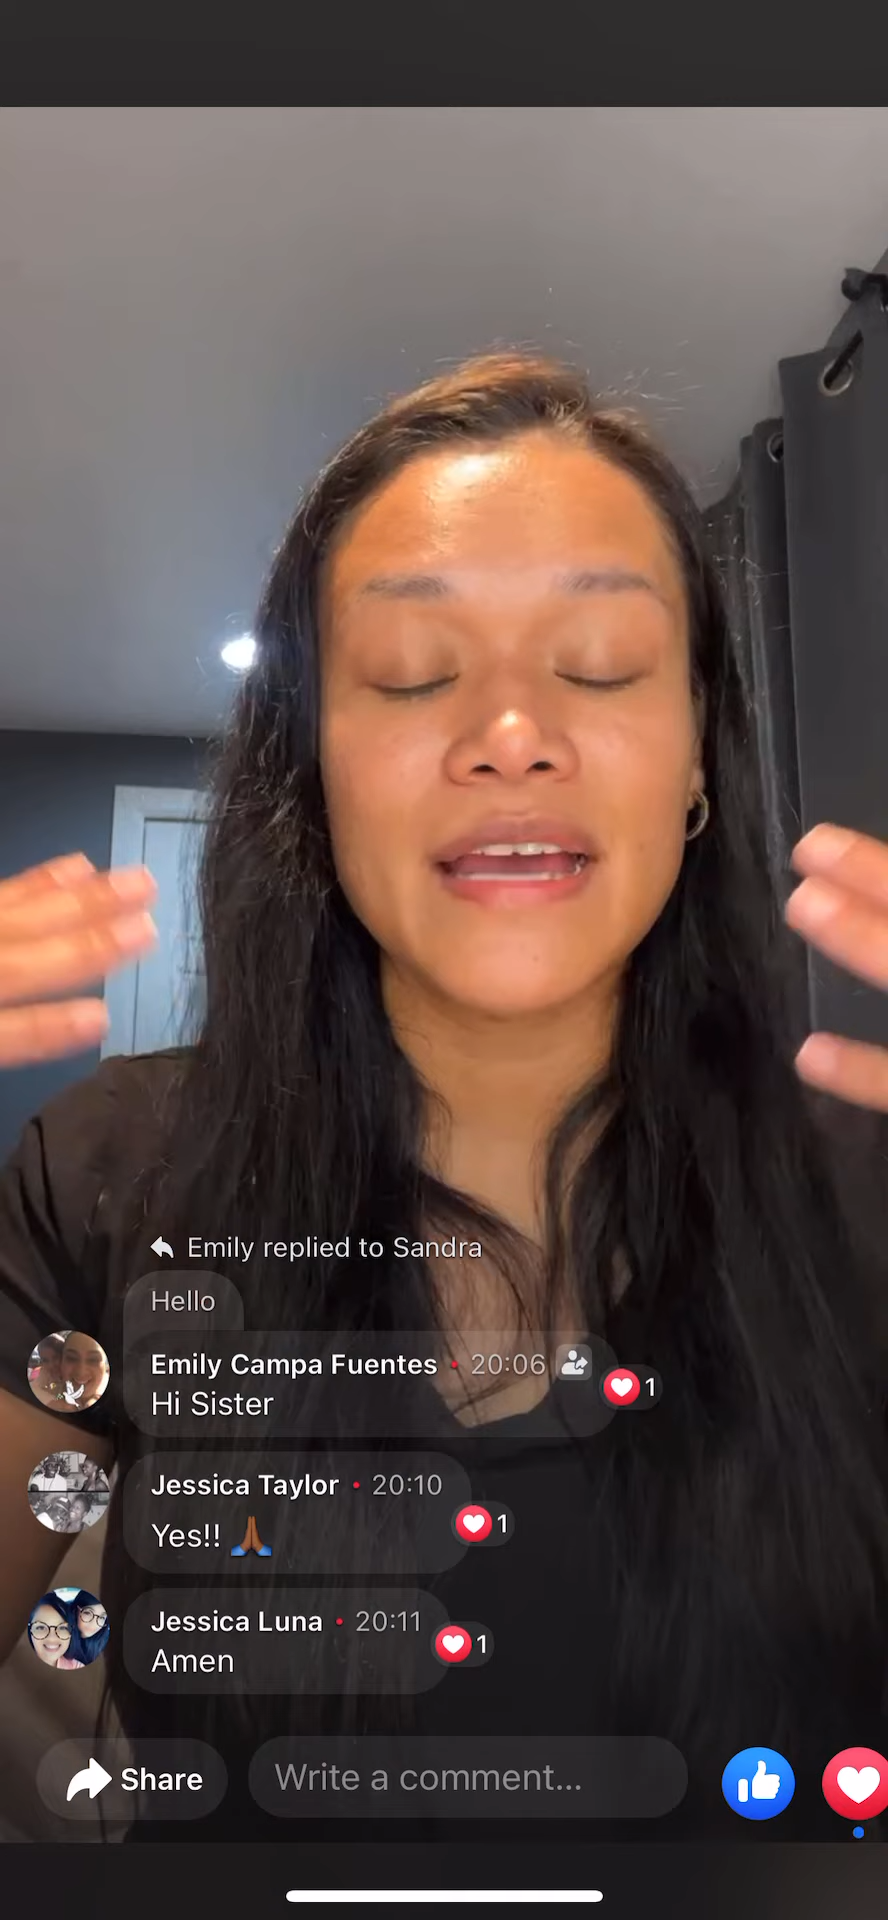 Emily replied to Sandra
Hello
Emily Campa Fuentes • 20:06
Hi Sister
1
Jessica Taylor • 20:10
Yes!! 🙏🏾
1
Jessica Luna • 20:11
Amen
1
Share
Write a comment...